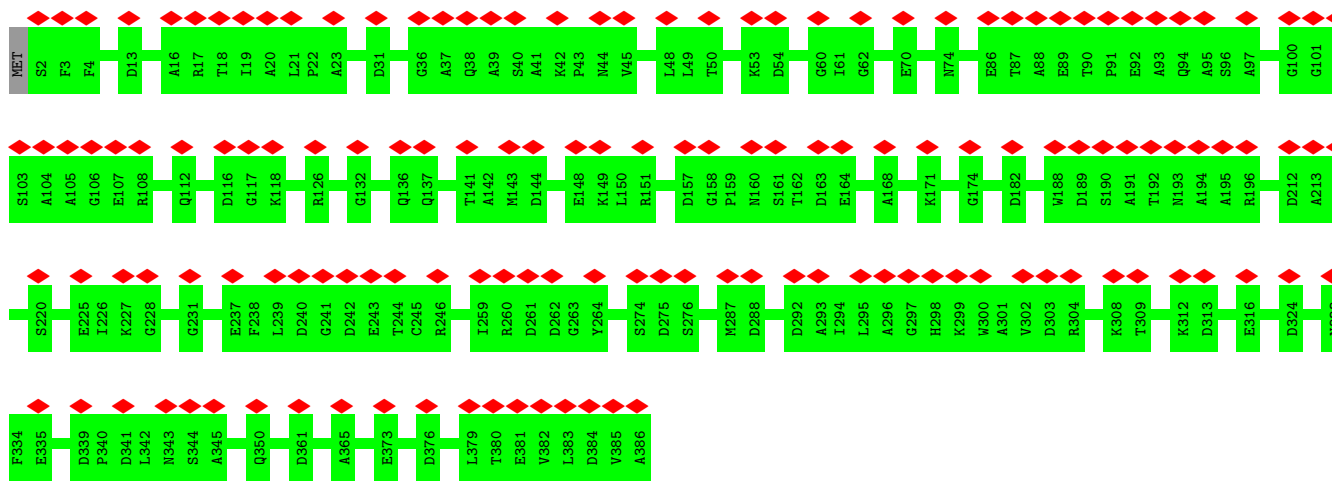 MET S2 F3 F4 D13 A16 R17 T18 I19 A20 L21 P22 A23 D31 G36 A37 Q38 A39 S40 A41 K42 P43 N44 V45 L48 L49 T50 K53 D54 G60 I61 G62 E70 N74 E86 T87 A88 E89 T90 P91 E92 A93 Q94 A95 S96 A97 G100 G101
S103 A104 A105 G106 E107 R108 Q112 D116 G117 K118 R126 G132 Q136 Q137 T141 A142 M143 D144 E148 K149 L150 R151 D157 G158 P159 N160 S161 T162 D163 E164 A168 K171 G174 D182 W188 D189 S190 A191 T192 N193 A194 A195 R196 D212 A213
S220 E225 I226 K227 G228 G231 E237 F238 L239 D240 G241 D242 E243 T244 C245 R246 I259 R260 D261 D262 G263 Y264 S274 D275 S276 M287 D288 D292 A293 I294 L295 A296 G297 H298 K299 W300 A301 V302 D303 R304 K308 T309 K312 D313 E316 D324
F334 E335 D339 P340 D341 L342 N343 S344 A345 Q350 D361 A365 E373 D376 L379 T380 E381 V382 L383 D384 V385 A386